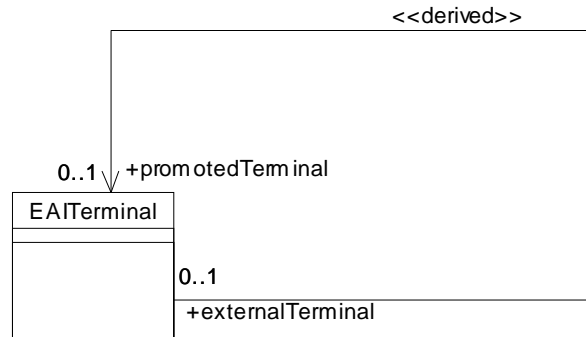 <<derived>>
0..1 +promotedTerminal
EAITerminal
0..1
+externalTerminal